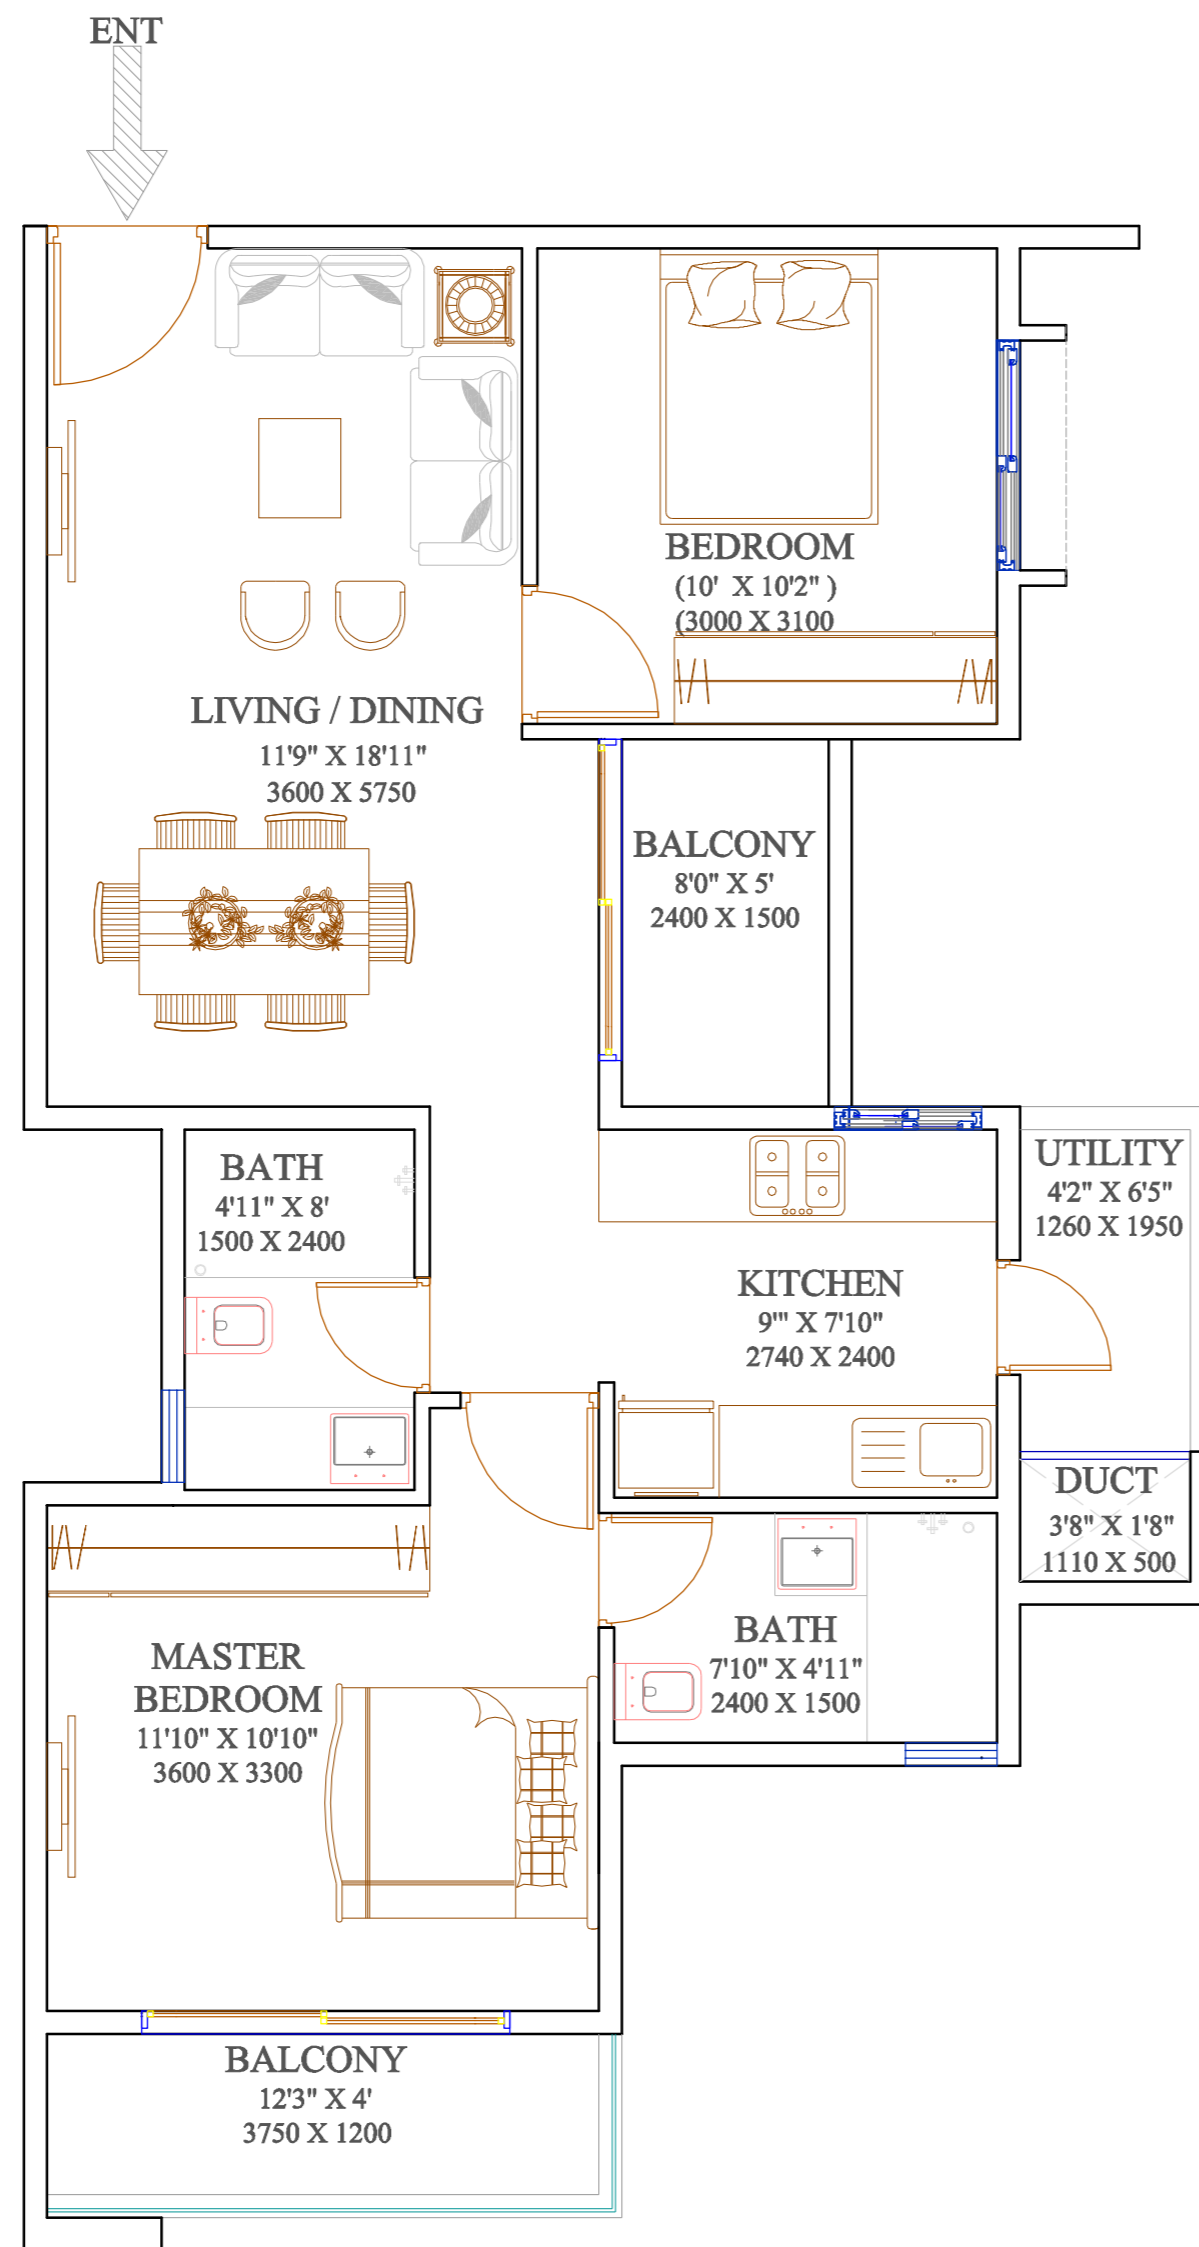 ENT
BEDROOM
(10' X 10'2" )
(3000 X 3100
LIVING / DINING
11'9" X 18'11"
3600 X 5750
BALCONY
8'0" X 5'
2400 X 1500
BATH
4'11" X 8'
1500 X 2400
UTILITY
4'2" X 6'5"
1260 X 1950
KITCHEN
9'" X 7'10"
2740 X 2400
DUCT
3'8" X 1'8"
1110 X 500
BATH
7'10" X 4'11"
2400 X 1500
MASTER
BEDROOM
11'10" X 10'10"
3600 X 3300
BALCONY
12'3" X 4'
3750 X 1200